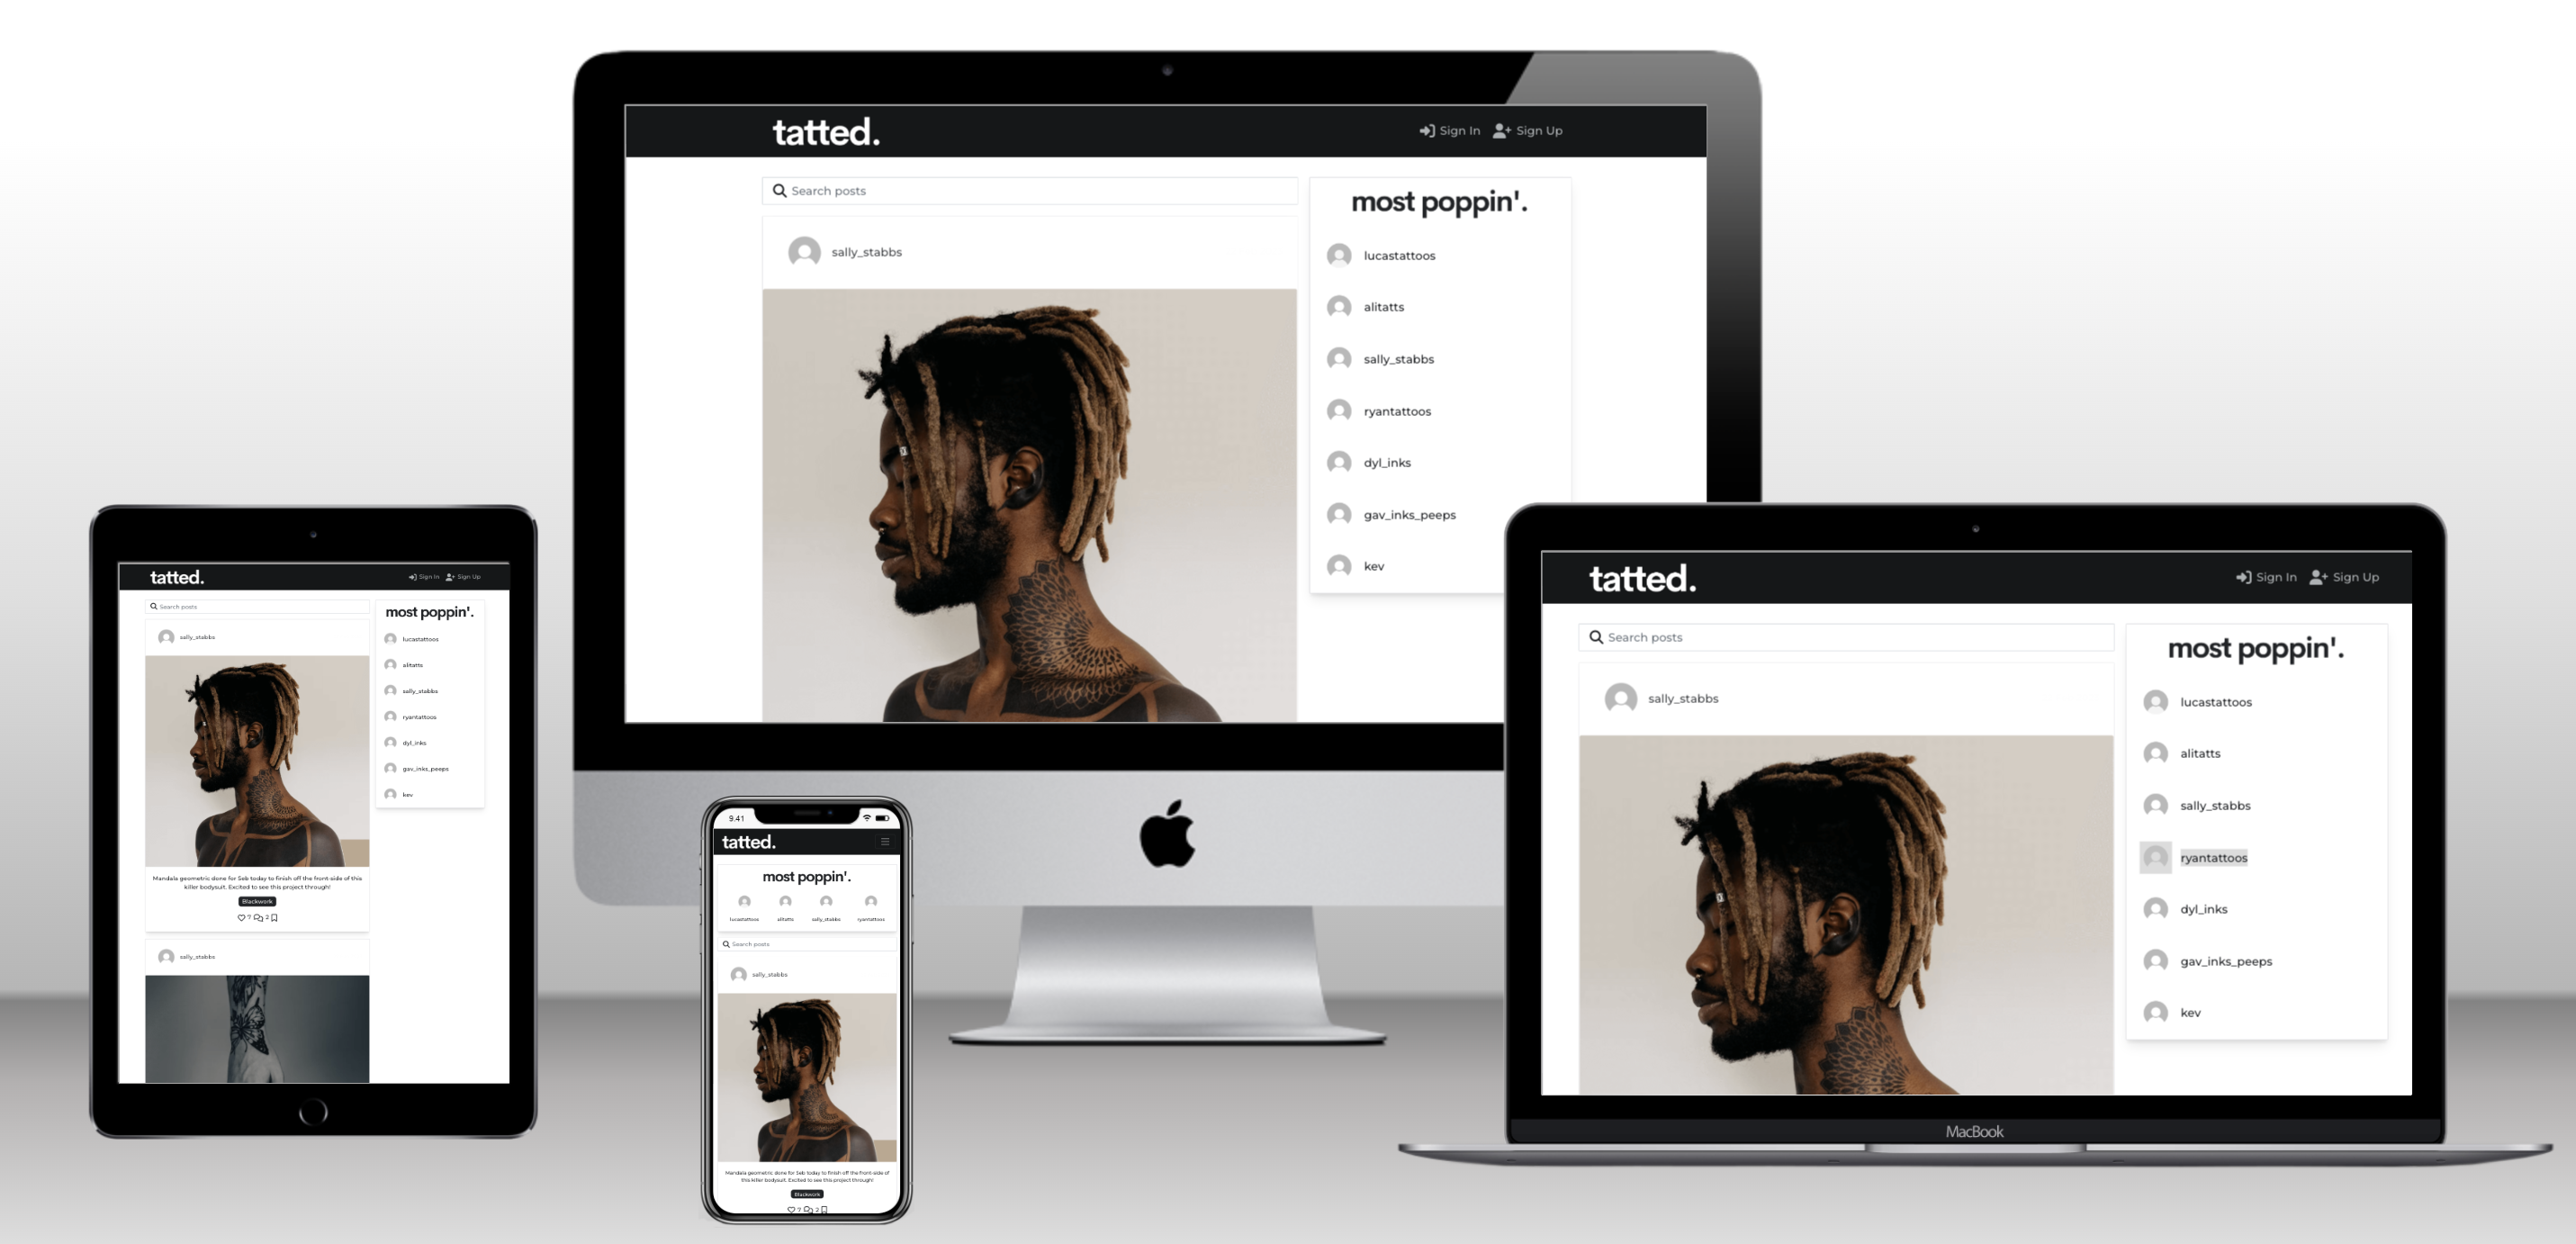 tatted.
Sign In Sign Up
Search posts
sally_stabbs
most poppin'.
lucastattoos
alitatts
sally_stabbs
ryantattoos
dyl_inks
gav_inks_peeps
kev
tatted.
Sign In Sign Up
Search posts
sally_stabbs
Mandala geometric done for Seb today to finish off the front-side of this
killer bodysuit. Excited to see this project through!
Blackwork
7 2
sally_stabbs
most poppin'.
lucastattoos
alitatts
sally_stabbs
ryantattoos
dyl_inks
gav_inks_peeps
kev
9.41
tatted.
most poppin'.
lucastattoos alitatts sally_stabbs ryantattoos
Search posts
sally_stabbs
Mandala geometric done for Seb today to finish off the front-side of
this killer bodysuit. Excited to see this project through!
Blackwork
7 2
tatted.
Sign In Sign Up
Search posts
sally_stabbs
most poppin'.
lucastattoos
alitatts
sally_stabbs
ryantattoos
dyl_inks
gav_inks_peeps
kev
MacBook